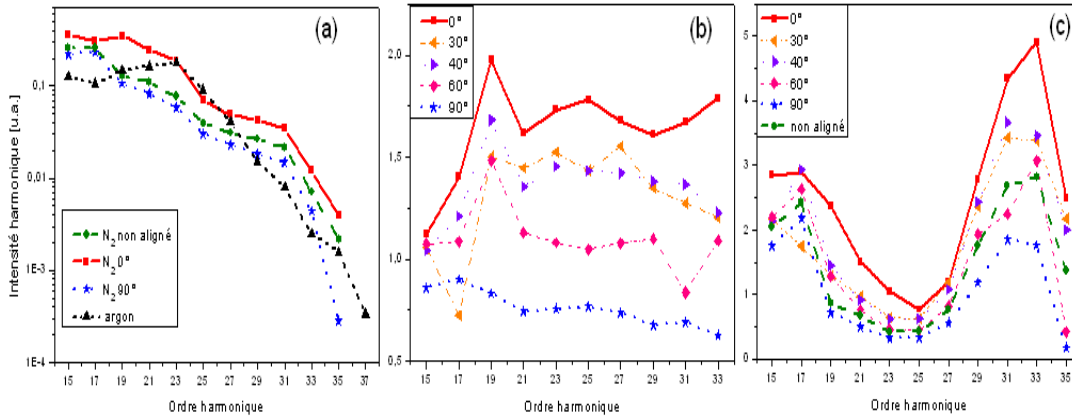 (a)
Intensité harmonique [u.a.]
0,1
0,01
1E-3
1E-4
N2 non aligné
N2 0°
N2 90°
argon
15 17 19 21 23 25 27 29 31 33 35 37
Ordre harmonique
(b)
0°
30°
40°
60°
90°
2,0
1,5
1,0
0,5
15 17 19 21 23 25 27 29 31 33
Ordre harmonique
(c)
0°
30°
40°
60°
90°
non aligné
5
4
3
2
1
0
15 17 19 21 23 25 27 29 31 33 35
Ordre harmonique